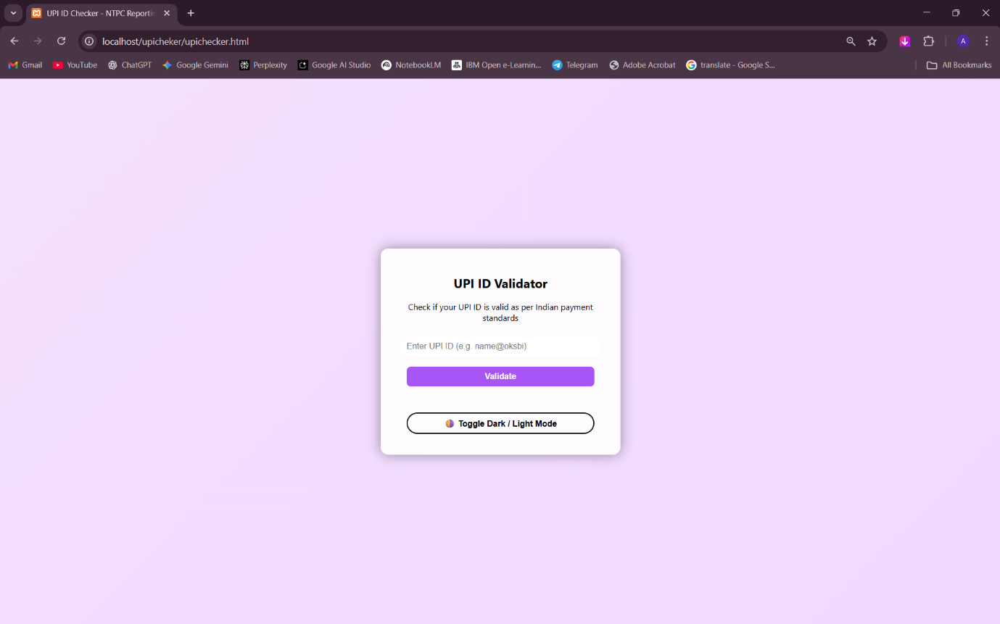 UPI ID Checker - NTPC Reportin
localhost/upicheker/upichecker.html
A
Gmail YouTube ChatGPT Google Gemini Perplexity Google AI Studio NotebookLM IBM Open e-Learnin... Telegram Adobe Acrobat translate - Google S... All Bookmarks
UPI ID Validator
Check if your UPI ID is valid as per Indian payment
standards
Enter UPI ID (e.g. name@oksbi)
Validate
Toggle Dark / Light Mode